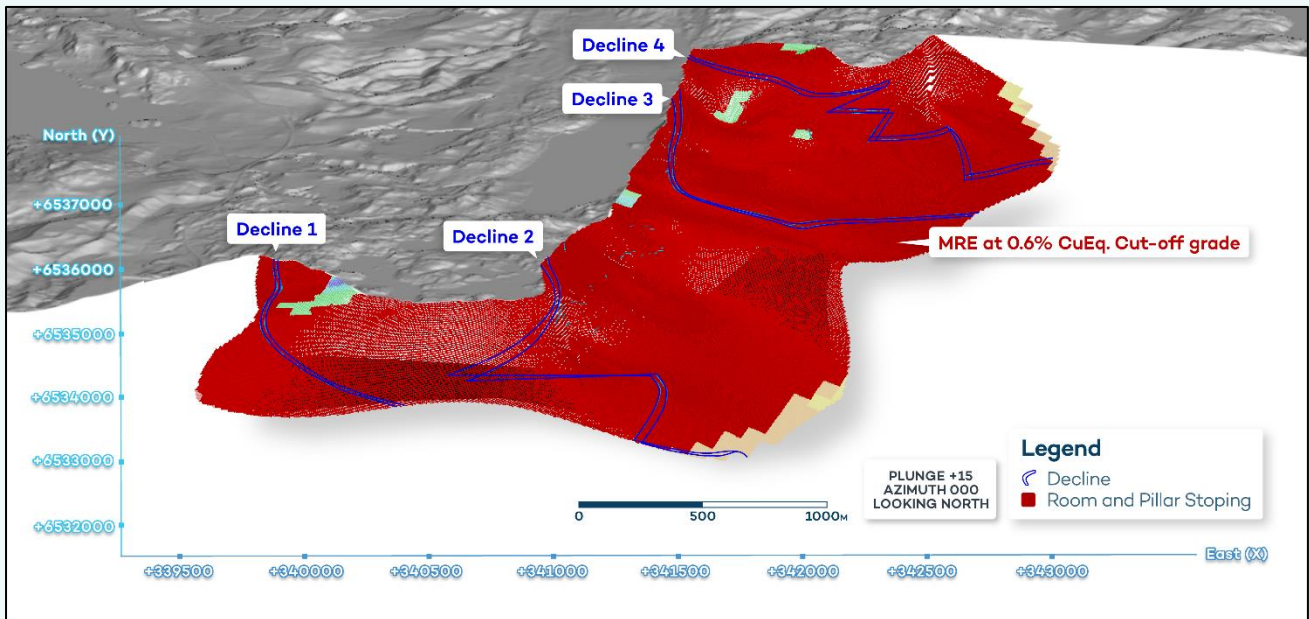 Decline 4
Decline 3
North (Y)
+6537000
Decline 1
Decline 2
MRE at 0.6% CuEq. Cut-off grade
+6536000
+6535000
+6534000
+6533000
+6532000
Legend
Decline
Room and Pillar Stoping
PLUNGE +15
AZIMUTH 000
LOOKING NORTH
0 500 1000M
East (X)
+339500 +340000 +340500 +341000 +341500 +342000 +342500 +343000